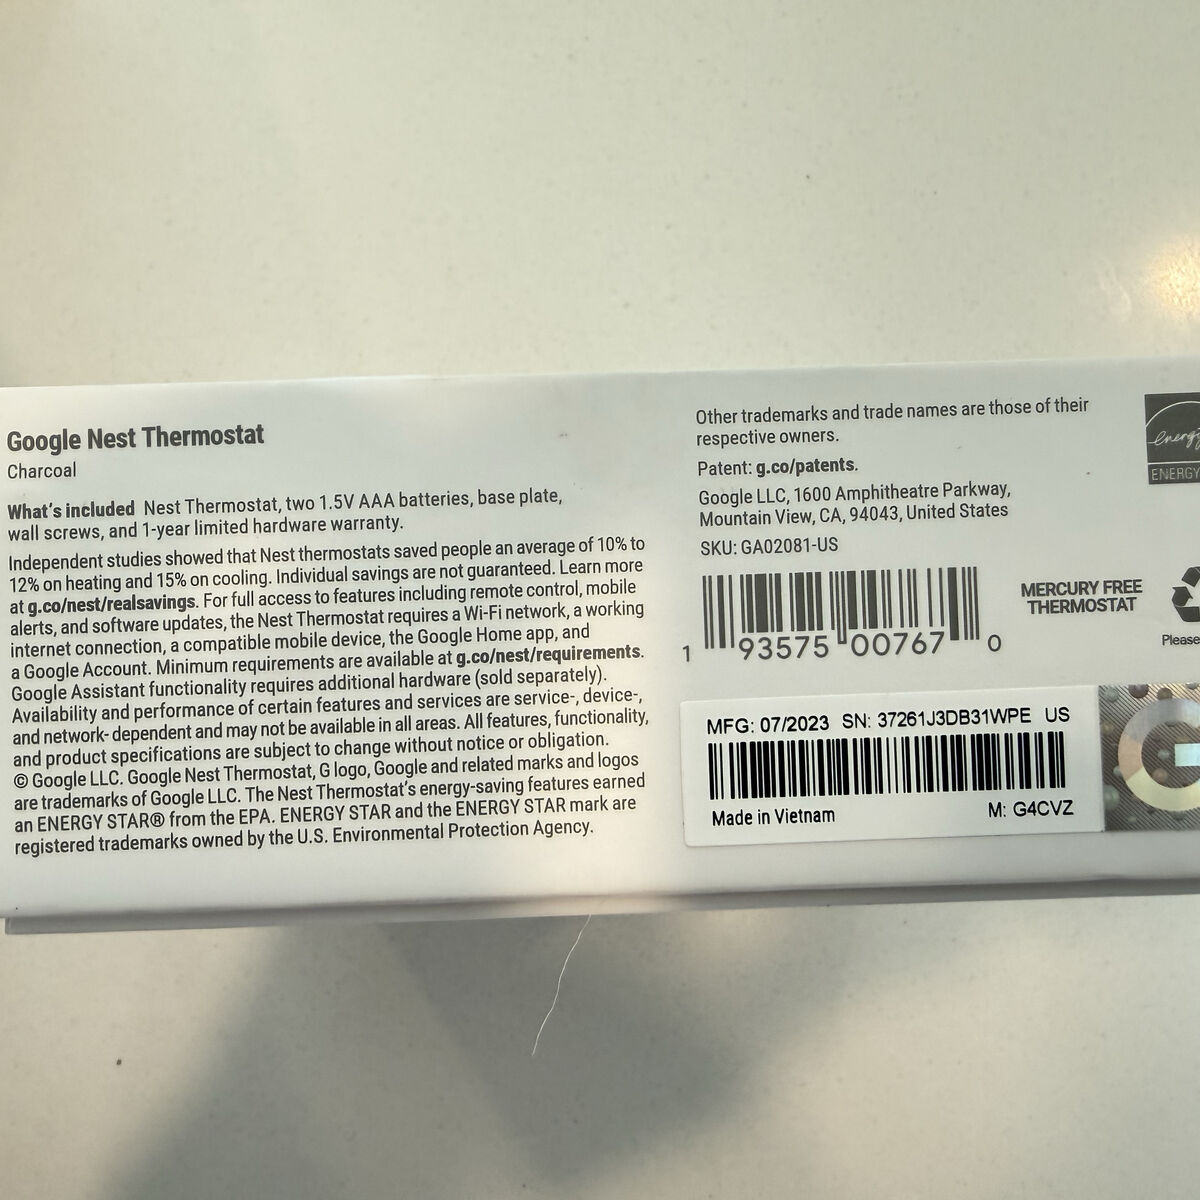 Google Nest Thermostat
Charcoal
What's included Nest Thermostat, two 1.5V AAA batteries, base plate,
wall screws, and 1-year limited hardware warranty.
Independent studies showed that Nest thermostats saved people an average of 10% to
12% on heating and 15% on cooling. Individual savings are not guaranteed. Learn more
at g.co/nest/realsavings. For full access to features including remote control, mobile
alerts, and software updates, the Nest Thermostat requires a Wi-Fi network, a working
internet connection, a compatible mobile device, the Google Home app, and
a Google Account. Minimum requirements are available at g.co/nest/requirements.
Google Assistant functionality requires additional hardware (sold separately).
Availability and performance of certain features and services are service-, device-,
and network- dependent and may not be available in all areas. All features, functionality,
and product specifications are subject to change without notice or obligation.
© Google LLC. Google Nest Thermostat, G logo, Google and related marks and logos
are trademarks of Google LLC. The Nest Thermostat's energy-saving features earned
an ENERGY STAR® from the EPA. ENERGY STAR and the ENERGY STAR mark are
registered trademarks owned by the U.S. Environmental Protection Agency.
Other trademarks and trade names are those of their
respective owners.
Patent: g.co/patents.
Google LLC, 1600 Amphitheatre Parkway,
Mountain View, CA, 94043, United States
SKU: GA02081-US
1 93575 00767 0
MERCURY FREE
THERMOSTAT
energy
ENERGY
Please
MFG: 07/2023 SN: 37261J3DB31WPE US
Made in Vietnam M: G4CVZ